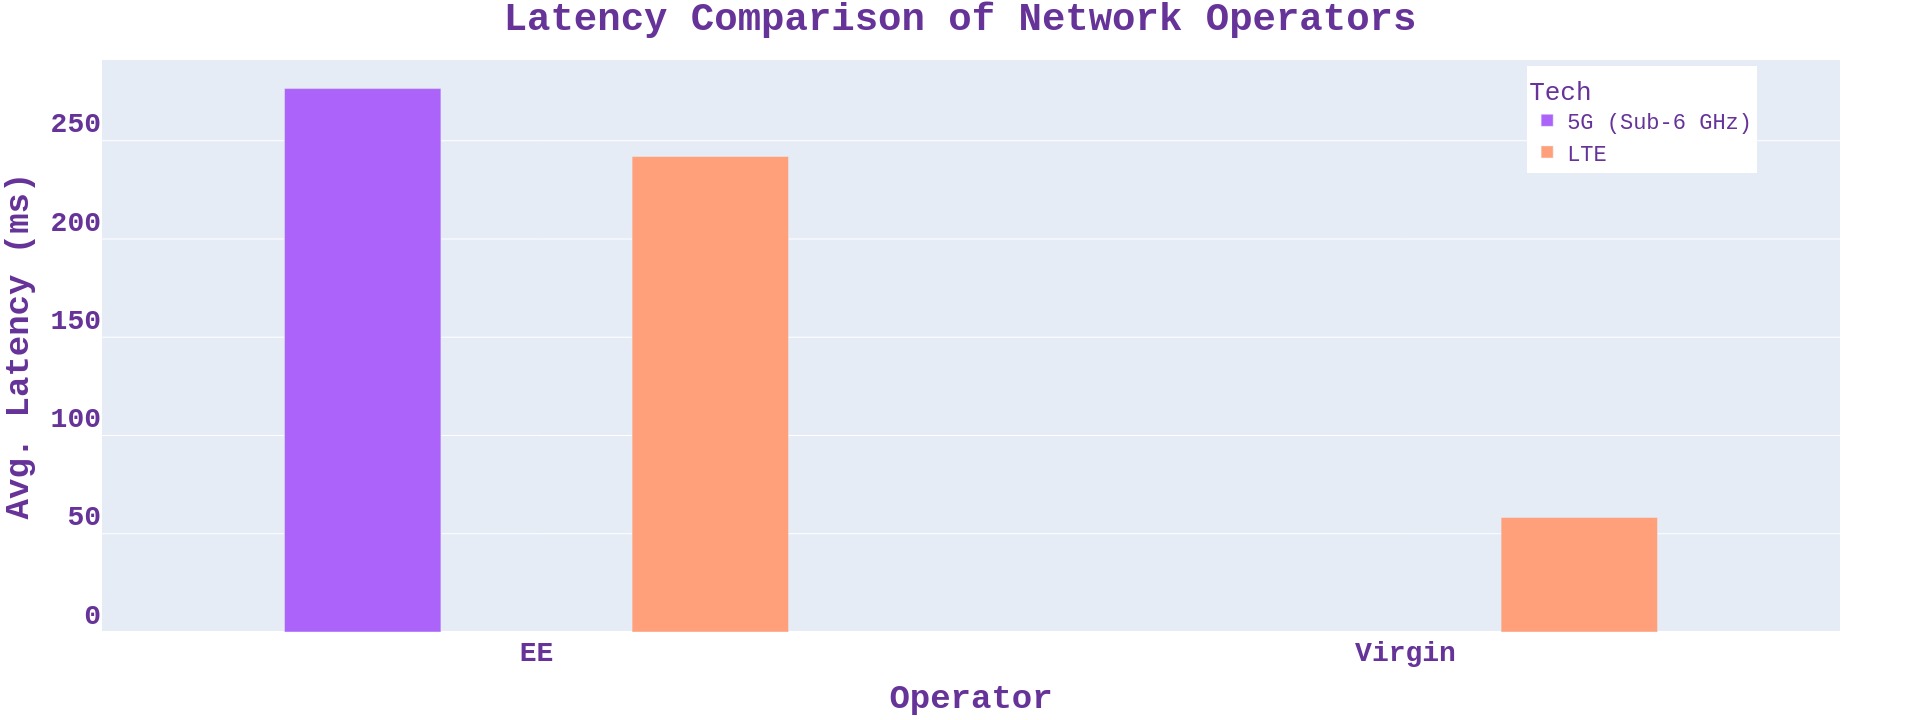 Latency Comparison of Network Operators
Tech
5G (Sub-6 GHz)
LTE
Avg. Latency (ms)
250
200
150
100
50
0
EE
Virgin
Operator